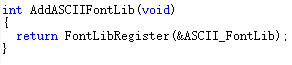 int AddASCIIFontLib(void)
{
  return FontLibRegister(&ASCII_FontLib);
}